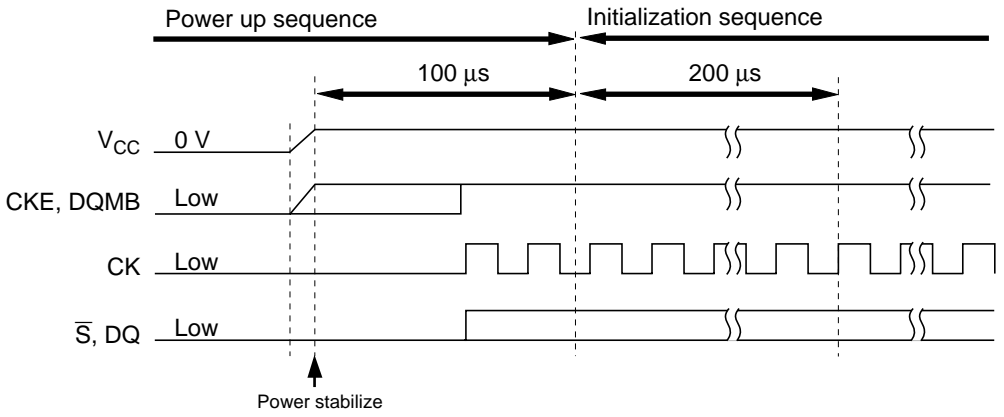 Power up sequence
Initialization sequence
100 μs
200 μs
VCC 0 V
CKE, DQMB Low
CK Low
S̅, DQ Low
Power stabilize